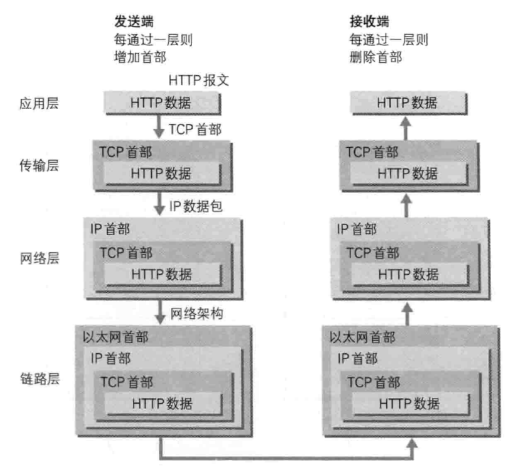 发送端
每通过一层则
增加首部
接收端
每通过一层则
删除首部
HTTP 报文
应用层
HTTP 数据
HTTP 数据
TCP 首部
传输层
TCP 首部
HTTP 数据
TCP 首部
HTTP 数据
IP 数据包
网络层
IP 首部
TCP 首部
HTTP 数据
IP 首部
TCP 首部
HTTP 数据
网络架构
链路层
以太网首部
IP 首部
TCP 首部
HTTP 数据
以太网首部
IP 首部
TCP 首部
HTTP 数据